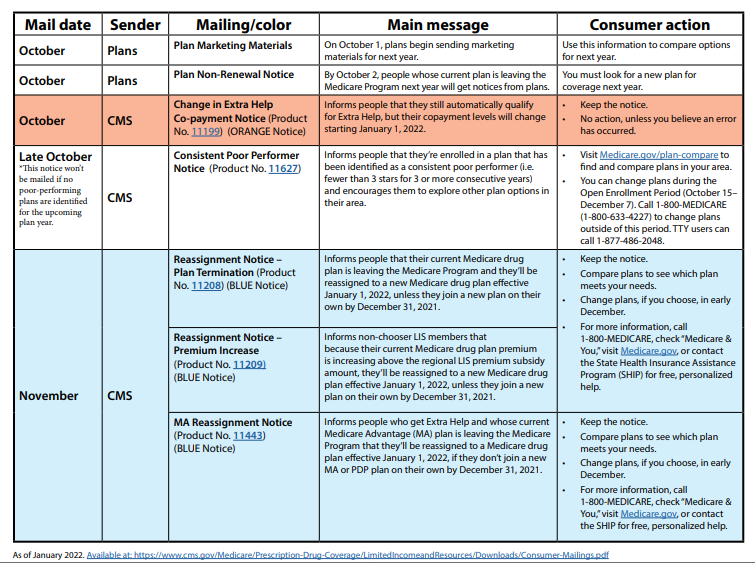 Mail date
Sender
Mailing/color
Main message
Consumer action
October
Plans
Plan Marketing Materials
On October 1, plans begin sending marketing
materials for next year.
Use this information to compare options
for next year.
October
Plans
Plan Non-Renewal Notice
By October 2, people whose current plan is leaving the
Medicare Program next year will get notices from plans.
You must look for a new plan for
coverage next year.
October
CMS
Change in Extra Help
Co-payment Notice (Product
No. 11199) (ORANGE Notice)
Informs people that they still automatically qualify
for Extra Help, but their copayment levels will change
starting January 1, 2022.
• Keep the notice.
• No action, unless you believe an error
has occurred.
Late October
*This notice won't
be mailed if no
poor-performing
plans are identified
for the upcoming
plan year.
CMS
Consistent Poor Performer
Notice (Product No. 11627)
Informs people that they're enrolled in a plan that has
been identified as a consistent poor performer (i.e.
fewer than 3 stars for 3 or more consecutive years)
and encourages them to explore other plan options in
their area.
• Visit Medicare.gov/plan-compare to
find and compare plans in your area.
• You can change plans during the
Open Enrollment Period (October 15–
December 7). Call 1-800-MEDICARE
(1-800-633-4227) to change plans
outside of this period. TTY users can
call 1-877-486-2048.
November
CMS
Reassignment Notice –
Plan Termination (Product
No. 11208) (BLUE Notice)
Informs people that their current Medicare drug
plan is leaving the Medicare Program and they'll be
reassigned to a new Medicare drug plan effective
January 1, 2022, unless they join a new plan on their
own by December 31, 2021.
• Keep the notice.
• Compare plans to see which plan
meets your needs.
• Change plans, if you choose, in early
December.
• For more information, call
1-800-MEDICARE, check "Medicare &
You," visit Medicare.gov, or contact
the State Health Insurance Assistance
Program (SHIP) for free, personalized
help.
Reassignment Notice –
Premium Increase
(Product No. 11209)
(BLUE Notice)
Informs non-chooser LIS members that
because their current Medicare drug plan premium
is increasing above the regional LIS premium subsidy
amount, they'll be reassigned to a new Medicare drug
plan effective January 1, 2022, unless they join a new
plan on their own by December 31, 2021.
MA Reassignment Notice
(Product No. 11443)
(BLUE Notice)
Informs people who get Extra Help and whose current
Medicare Advantage (MA) plan is leaving the Medicare
Program that they'll be reassigned to a Medicare drug
plan effective January 1, 2022, if they don't join a new
MA or PDP plan on their own by December 31, 2021.
• Keep the notice.
• Compare plans to see which plan
meets your needs.
• Change plans, if you choose, in early
December.
• For more information, call
1-800-MEDICARE, check "Medicare &
You," visit Medicare.gov, or contact
the SHIP for free, personalized help.
As of January 2022. Available at: https://www.cms.gov/Medicare/Prescription-Drug-Coverage/LimitedIncomeandResources/Downloads/Consumer-Mailings.pdf